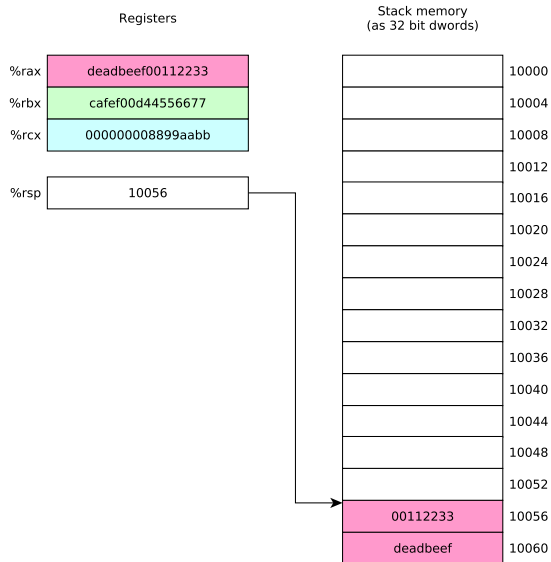 Registers
Stack memory
(as 32 bit dwords)
%rax deadbeef00112233
%rbx cafef00d44556677
%rcx 000000008899aabb
%rsp 10056
10000
10004
10008
10012
10016
10020
10024
10028
10032
10036
10040
10044
10048
10052
00112233 10056
deadbeef 10060